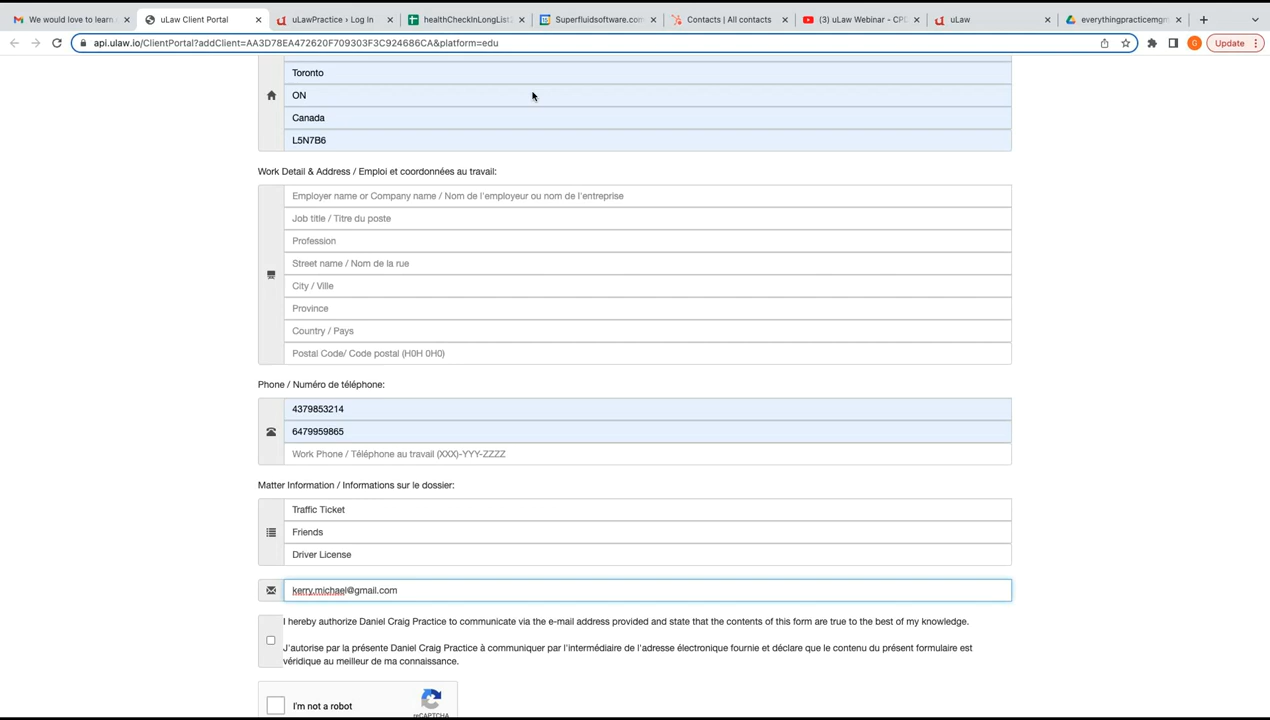 We would love to learn
uLaw Client Portal
uLawPractice › Log In
healthCheckInLongList
Superfluidsoftware.com
Contacts | All contacts
(3) uLaw Webinar - CPD
uLaw
everythingpracticemgm
api.ulaw.io/ClientPortal?addClient=AA3D78EA472620F709303F3C924686CA&platform=edu
G
Update
Toronto
ON
Canada
L5N7B6
Work Detail & Address / Emploi et coordonnées au travail:
Employer name or Company name / Nom de l'employeur ou nom de l'entreprise
Job title / Titre du poste
Profession
Street name / Nom de la rue
City / Ville
Province
Country / Pays
Postal Code/ Code postal (H0H 0H0)
Phone / Numéro de téléphone:
4379853214
6479959865
Work Phone / Téléphone au travail (XXX)-YYY-ZZZZ
Matter Information / Informations sur le dossier:
Traffic Ticket
Friends
Driver License
kerry.michael@gmail.com
I hereby authorize Daniel Craig Practice to communicate via the e-mail address provided and state that the contents of this form are true to the best of my knowledge.
J'autorise par la présente Daniel Craig Practice à communiquer par l'intermédiaire de l'adresse électronique fournie et déclare que le contenu du présent formulaire est
véridique au meilleur de ma connaissance.
I'm not a robot
reCAPTCHA